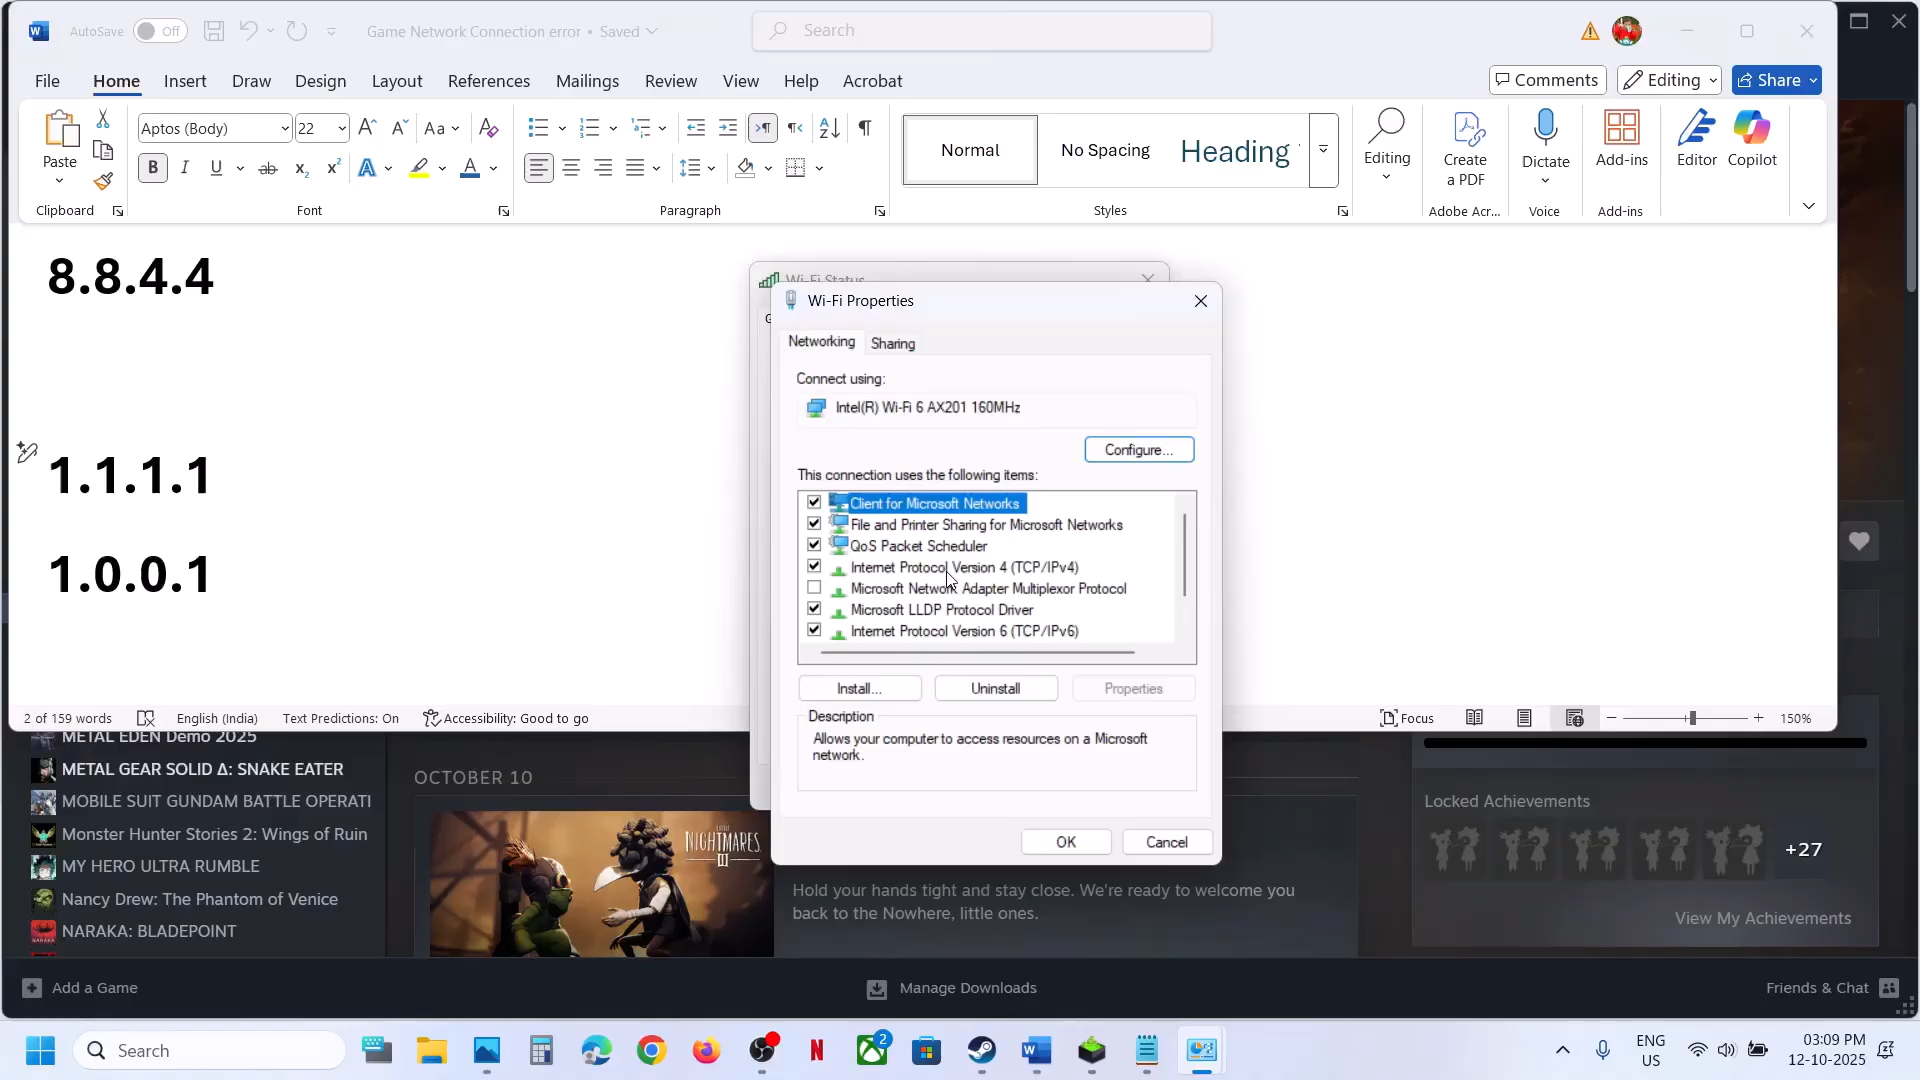 AutoSave
Off
Game Network Connection error • Saved
Search
File
Home
Insert
Draw
Design
Layout
References
Mailings
Review
View
Help
Acrobat
Comments
Editing
Share
Paste
Clipboard
Aptos (Body)
22
Font
Paragraph
Normal
No Spacing
Heading
Styles
Editing
Create a PDF
Adobe Acr...
Dictate
Voice
Add-ins
Add-ins
Editor
Copilot
8.8.4.4
1.1.1.1
1.0.0.1
Wi-Fi Status
Wi-Fi Properties
Networking
Sharing
Connect using:
Intel(R) Wi-Fi 6 AX201 160MHz
Configure...
This connection uses the following items:
Client for Microsoft Networks
File and Printer Sharing for Microsoft Networks
QoS Packet Scheduler
Internet Protocol Version 4 (TCP/IPv4)
Microsoft Network Adapter Multiplexor Protocol
Microsoft LLDP Protocol Driver
Internet Protocol Version 6 (TCP/IPv6)
Install...
Uninstall
Properties
Description
Allows your computer to access resources on a Microsoft
network.
OK
Cancel
2 of 159 words
English (India)
Text Predictions: On
Accessibility: Good to go
Focus
150%
METAL EDEN Demo 2025
METAL GEAR SOLID Δ: SNAKE EATER
MOBILE SUIT GUNDAM BATTLE OPERATI
Monster Hunter Stories 2: Wings of Ruin
MY HERO ULTRA RUMBLE
Nancy Drew: The Phantom of Venice
NARAKA: BLADEPOINT
OCTOBER 10
LITTLE
NIGHTMARES
III
Hold your hands tight and stay close. We're ready to welcome you
back to the Nowhere, little ones.
Locked Achievements
+27
View My Achievements
Add a Game
Manage Downloads
Friends & Chat
Search
2
ENG
US
03:09 PM
12-10-2025